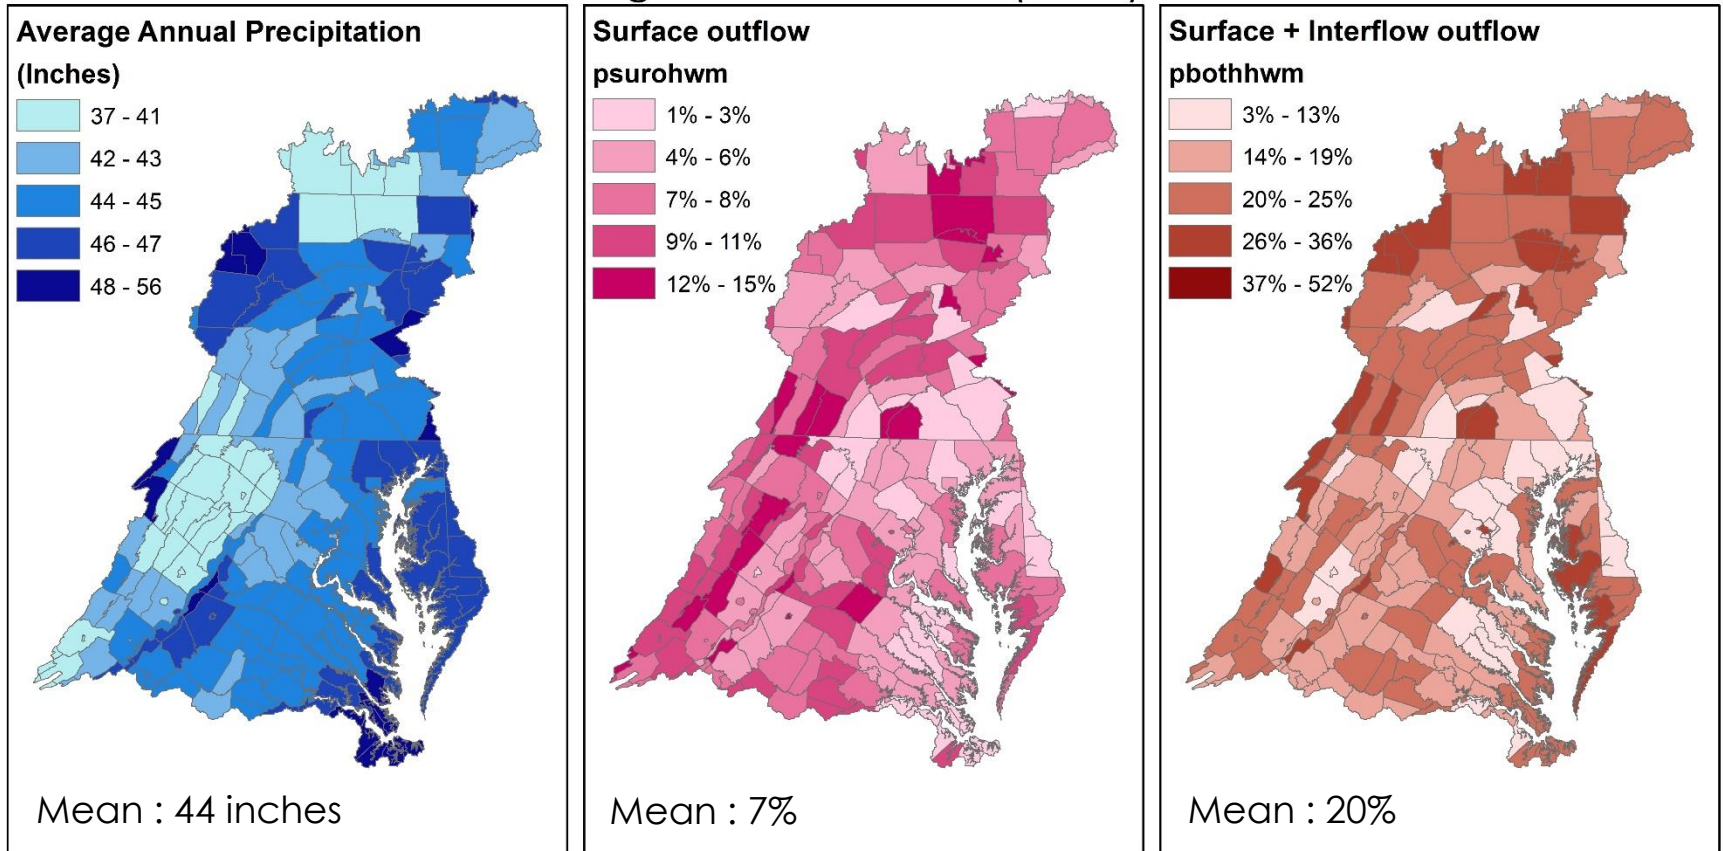 Average Annual Precipitation
(Inches)
37 - 41
42 - 43
44 - 45
46 - 47
48 - 56
Mean : 44 inches
Surface outflow
psurohwm
1% - 3%
4% - 6%
7% - 8%
9% - 11%
12% - 15%
Mean : 7%
Surface + Interflow outflow
pbothhwm
3% - 13%
14% - 19%
20% - 25%
26% - 36%
37% - 52%
Mean : 20%